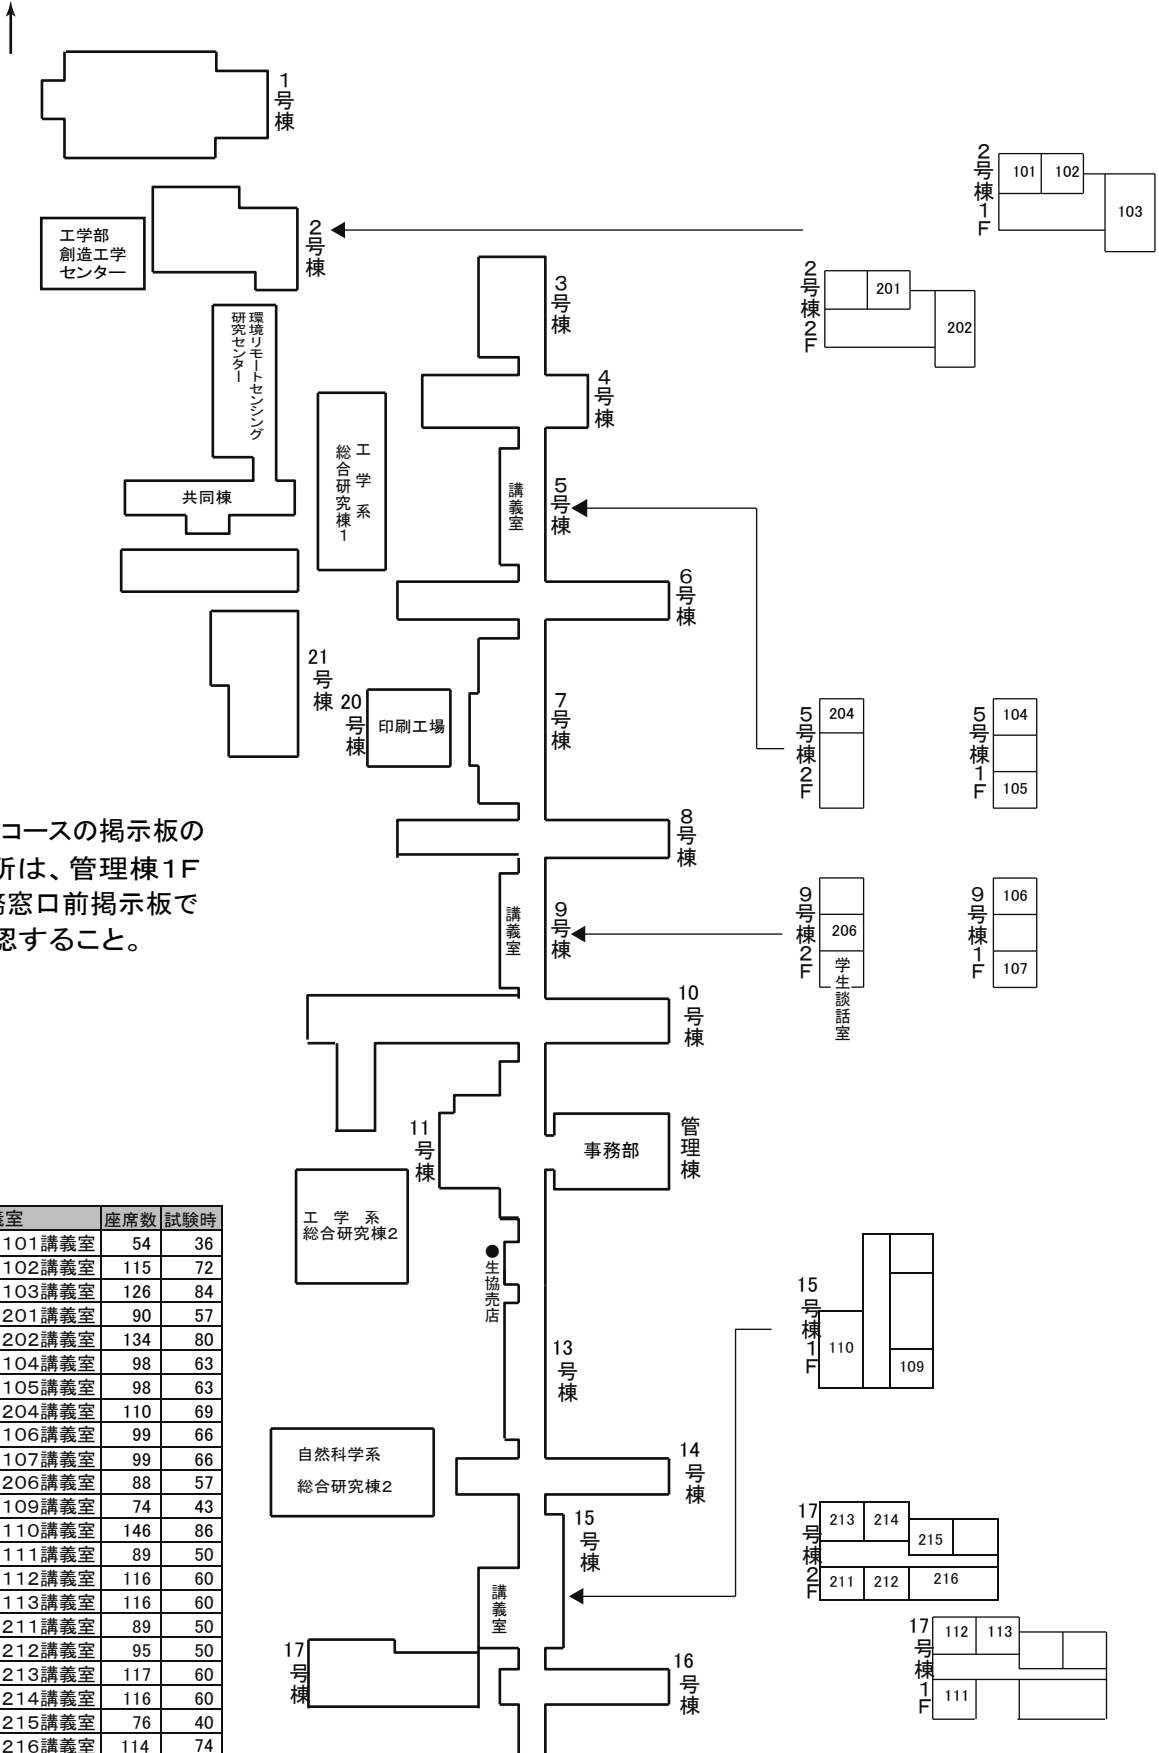 1号棟
工学部
創造工学
センター
2号棟
2号棟1F
101
102
103
2号棟2F
201
202
3号棟
4号棟
環境リモートセンシング
研究センター
共同棟
工学系
総合研究棟1
講義室
5号棟
6号棟
21号棟
20号棟
印刷工場
7号棟
5号棟2F
204
5号棟1F
104
105
コースの掲示板の
所は、管理棟1F
務窓口前掲示板で
認すること。
8号棟
講義室
9号棟
9号棟2F
206
学生談話室
9号棟1F
106
107
10号棟
11号棟
事務部
管理棟
工学系
総合研究棟2
●生協売店
13号棟
15号棟1F
110
109
自然科学系
総合研究棟2
14号棟
15号棟
講義室
17号棟
16号棟
17号棟2F
213
214
215
211
212
216
17号棟1F
112
113
111
義室 座席数 試験時
101講義室 54 36
102講義室 115 72
103講義室 126 84
201講義室 90 57
202講義室 134 80
104講義室 98 63
105講義室 98 63
204講義室 110 69
106講義室 99 66
107講義室 99 66
206講義室 88 57
109講義室 74 43
110講義室 146 86
111講義室 89 50
112講義室 116 60
113講義室 116 60
211講義室 89 50
212講義室 95 50
213講義室 117 60
214講義室 116 60
215講義室 76 40
216講義室 114 74